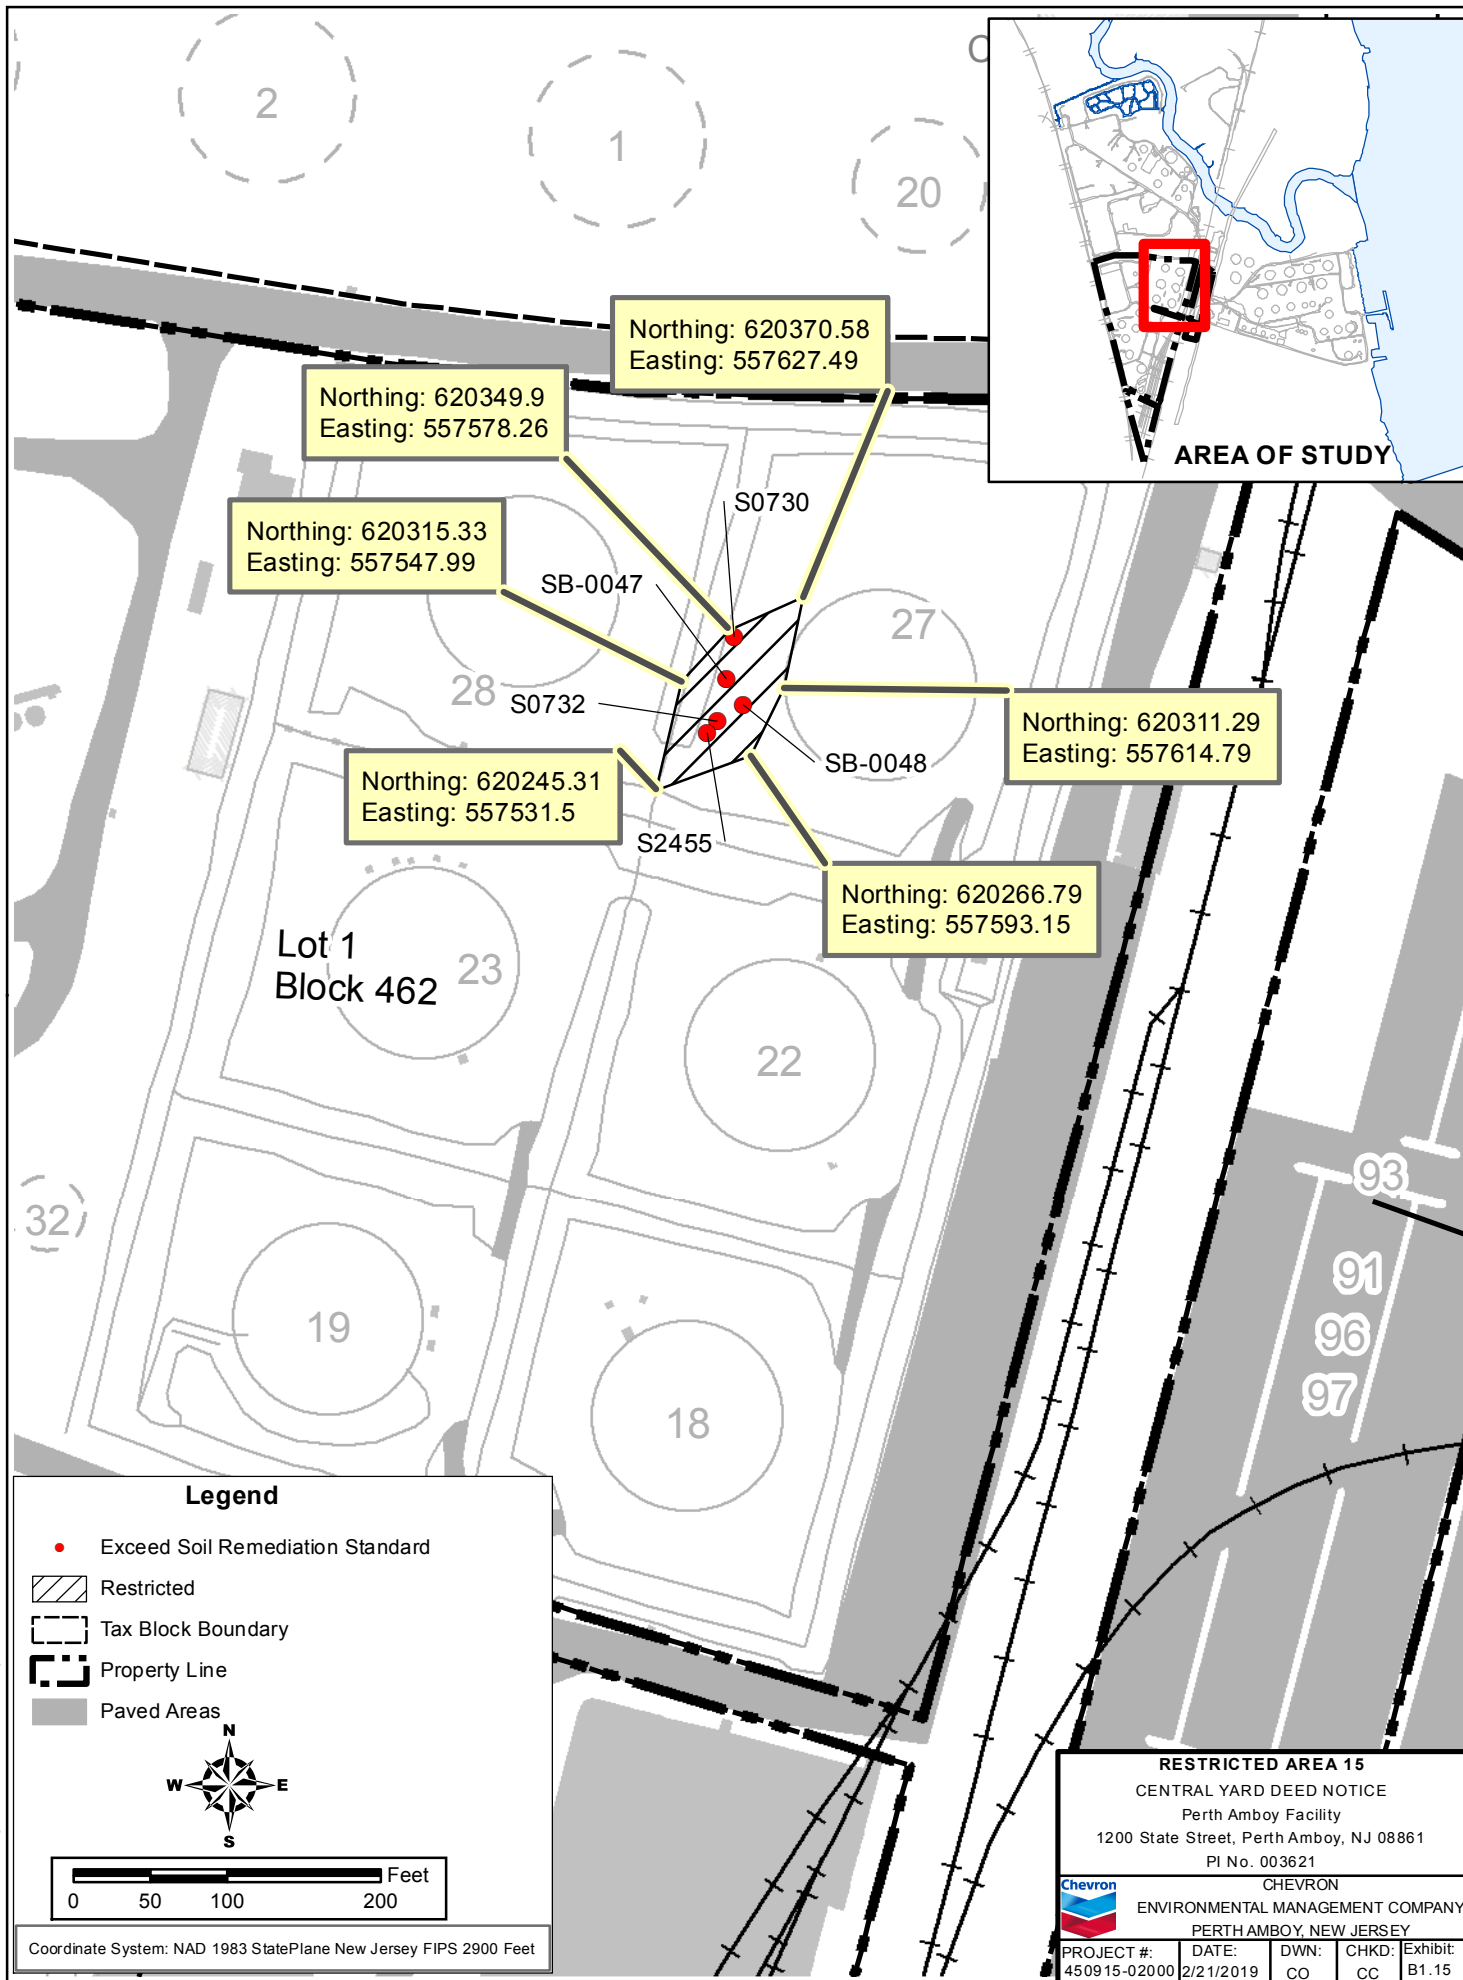 2
1
20
C
AREA OF STUDY
Northing: 620370.58
Easting: 557627.49
Northing: 620349.9
Easting: 557578.26
Northing: 620315.33
Easting: 557547.99
S0730
SB-0047
27
28
S0732
Northing: 620311.29
Easting: 557614.79
SB-0048
Northing: 620245.31
Easting: 557531.5
S2455
Northing: 620266.79
Easting: 557593.15
Lot 1
Block 462
23
22
93
32
91
96
97
19
18
Legend
Exceed Soil Remediation Standard
Restricted
Tax Block Boundary
Property Line
Paved Areas
N
W E
S
Feet
0 50 100 200
Coordinate System: NAD 1983 StatePlane New Jersey FIPS 2900 Feet
RESTRICTED AREA 15
CENTRAL YARD DEED NOTICE
Perth Amboy Facility
1200 State Street, Perth Amboy, NJ 08861
PI No. 003621
Chevron
CHEVRON
ENVIRONMENTAL MANAGEMENT COMPANY
PERTH AMBOY, NEW JERSEY
PROJECT #: DATE: DWN: CHKD: Exhibit:
450915-02000 2/21/2019 CO CC B1.15